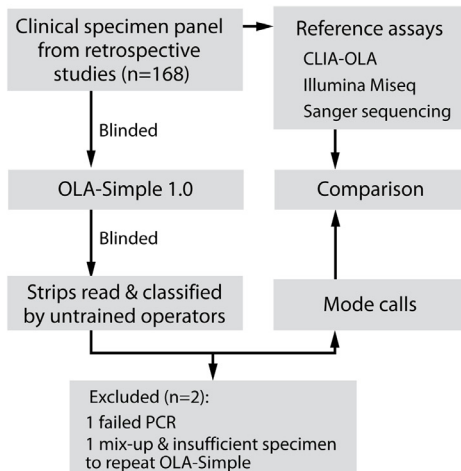 Clinical specimen panel
from retrospective
studies (n=168)
Reference assays
CLIA-OLA
Illumina Miseq
Sanger sequencing
Blinded
OLA-Simple 1.0
Comparison
Blinded
Strips read & classified
by untrained operators
Mode calls
Excluded (n=2):
1 failed PCR
1 mix-up & insufficient specimen
to repeat OLA-Simple